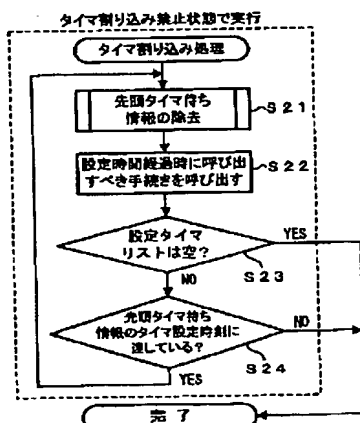 タイマ割り込み禁止状態で実行
タイマ割り込み処理
先頭タイマ待ち
情報の除去
S21
設定時間経過時に呼び出
すべき手続きを呼び出す
S22
設定タイマ
リストは空?
YES
S23
NO
先頭タイマ待ち
情報のタイマ設定時刻に
達している?
NO
S24
YES
完了